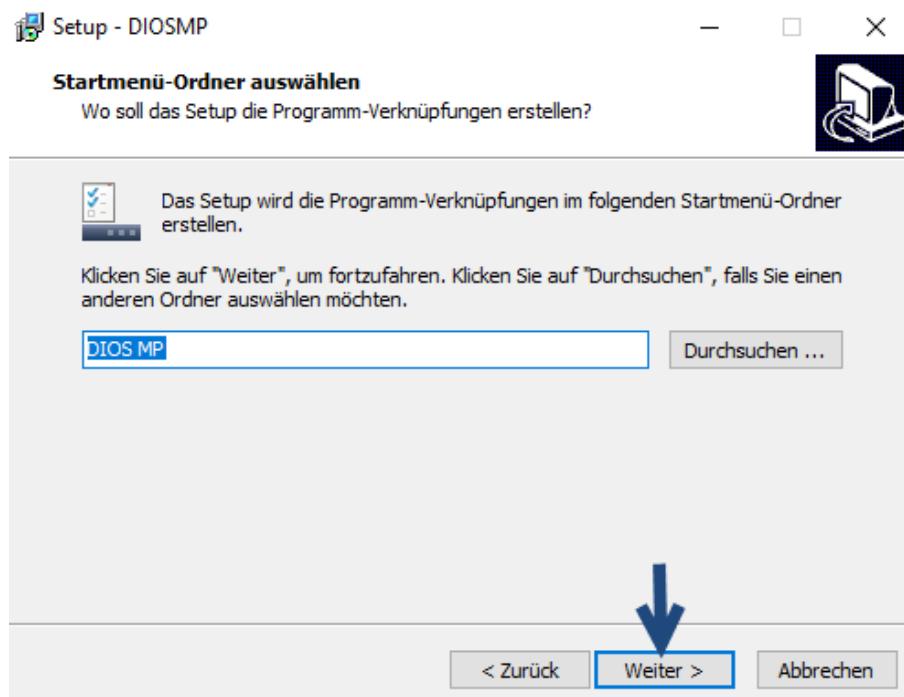 Setup - DIOSMP
Startmenü-Ordner auswählen
Wo soll das Setup die Programm-Verknüpfungen erstellen?
Das Setup wird die Programm-Verknüpfungen im folgenden Startmenü-Ordner
erstellen.
Klicken Sie auf "Weiter", um fortzufahren. Klicken Sie auf "Durchsuchen", falls Sie einen
anderen Ordner auswählen möchten.
DIOS MP
Durchsuchen ...
< Zurück
Weiter >
Abbrechen